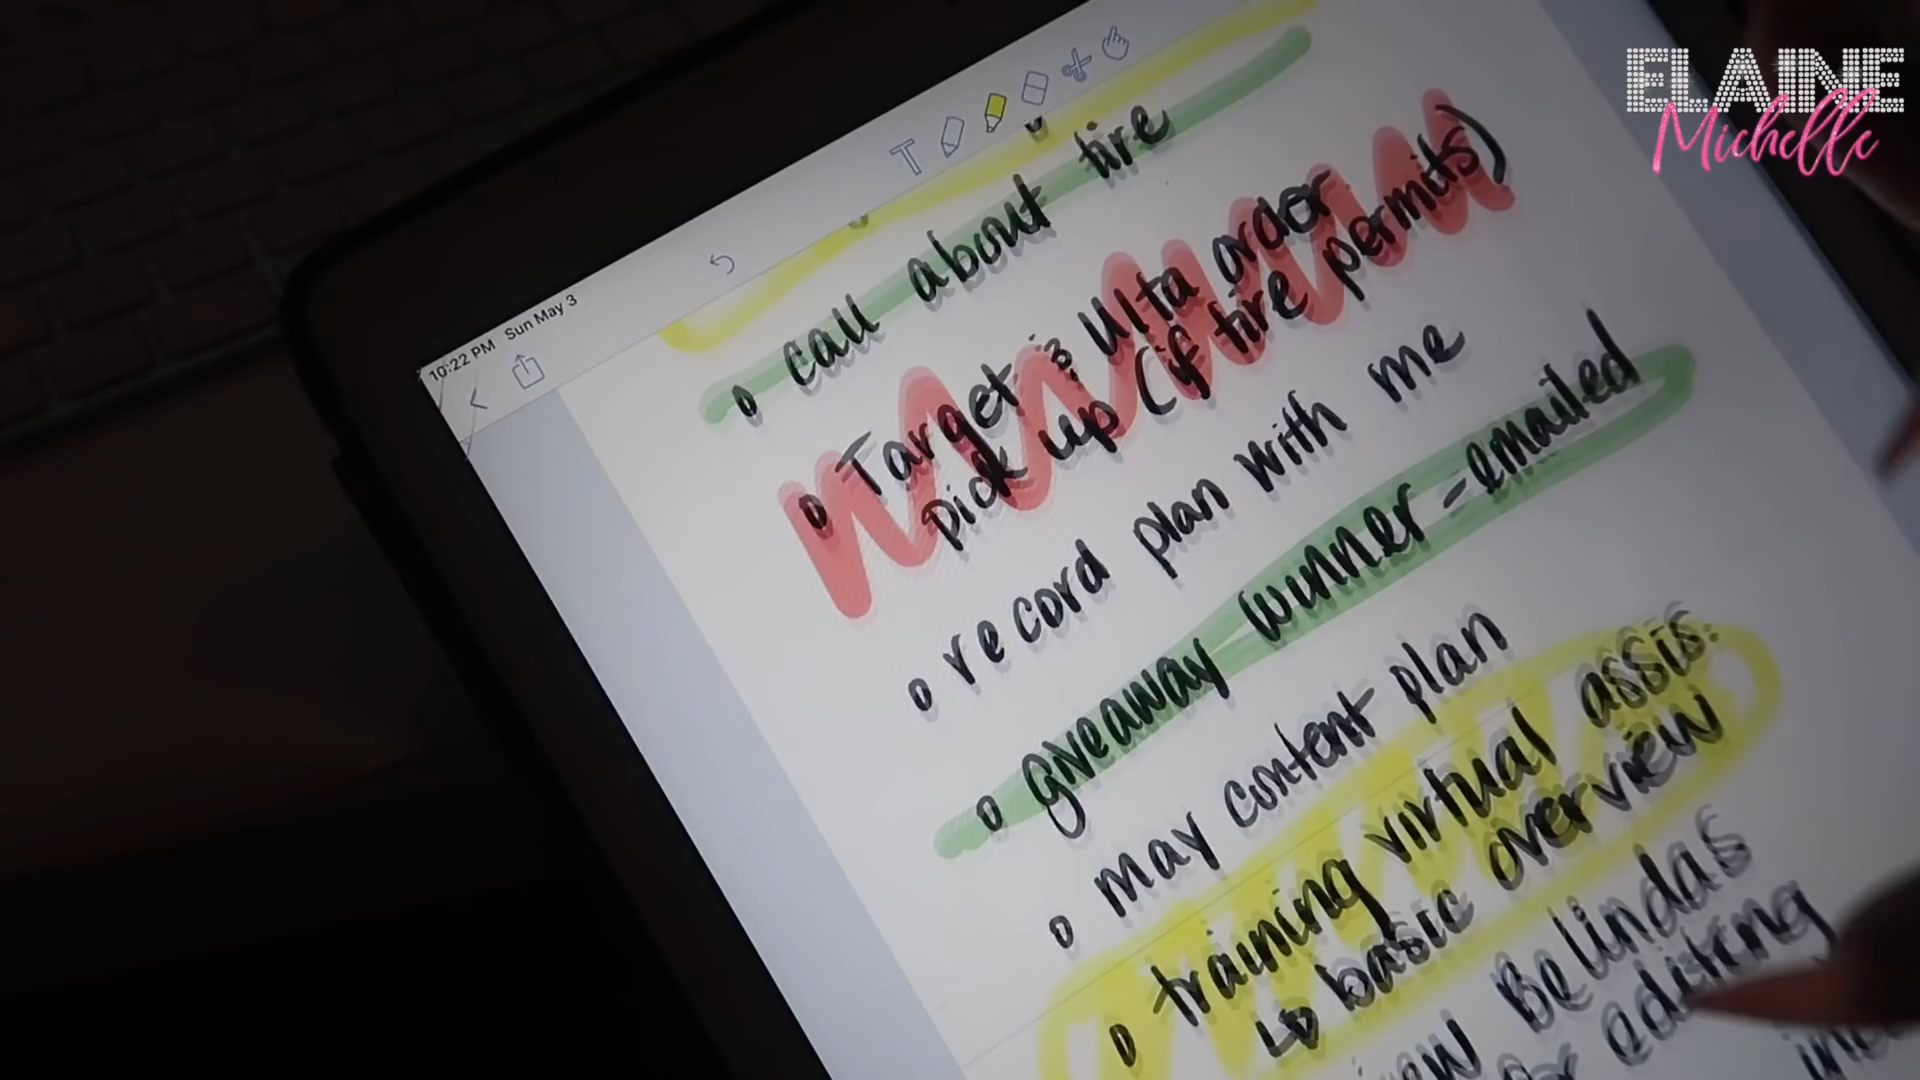 ELAINE
Michelle
10:22 PM Sun May 3
T
call about tire
Target & Ulta order
pick up (if tire permits)
record plan with me
giveaway winner - emailed
may content plan
training virtual assis.
↳ basic overview
Belindas
editing